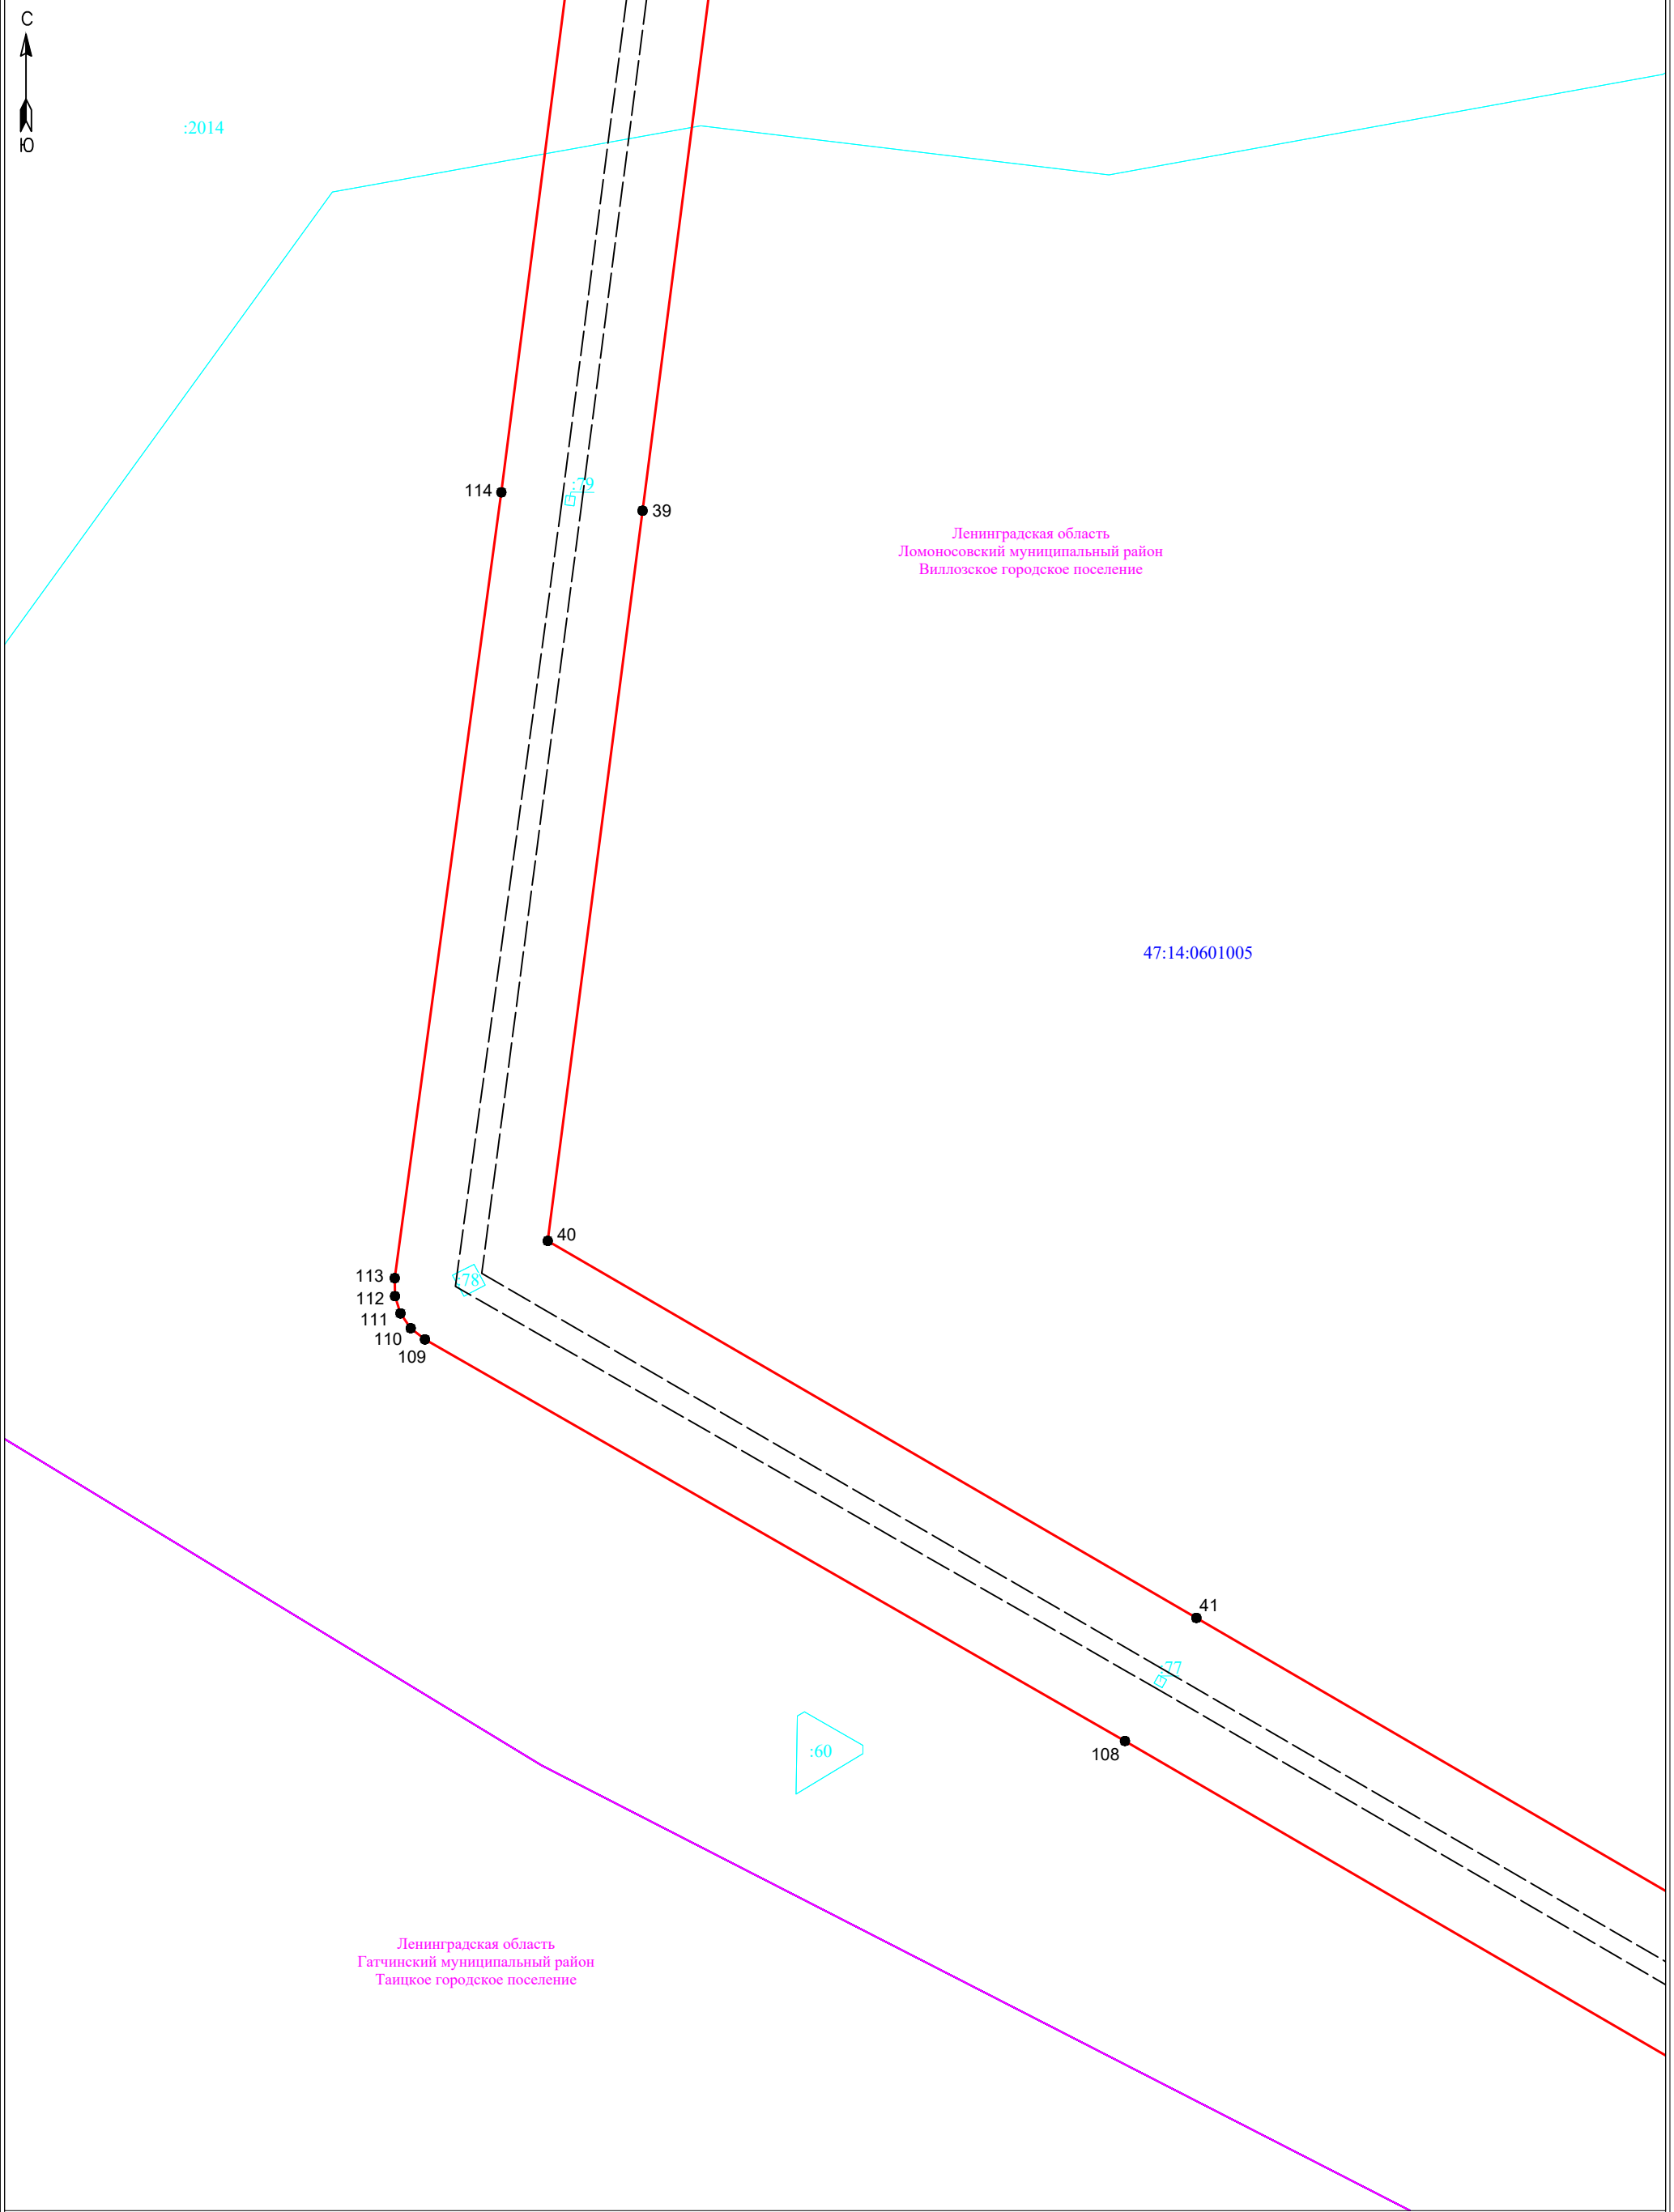 С
:2014
Ю
:79
114
39
Ленинградская область
Ломоносовский муниципальный район
Виллозское городское поселение
47:14:0601005
40
113
:78
112
111
110
109
41
:77
108
:60
Ленинградская область
Гатчинский муниципальный район
Таицкое городское поселение